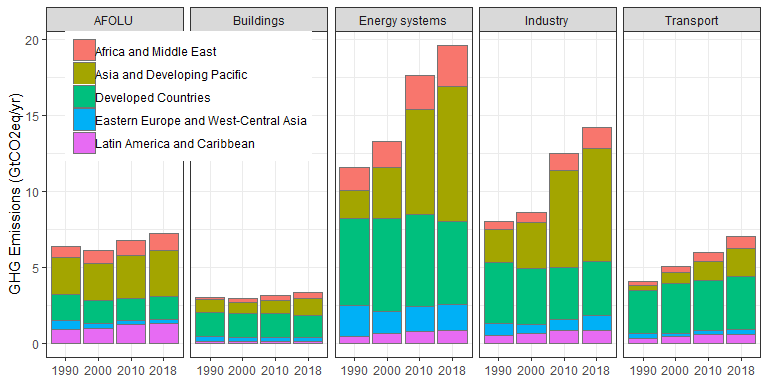 AFOLU Buildings Energy systems Industry Transport
GHG Emissions (GtCO2eq/yr)
20
15
10
5
0
Africa and Middle East
Asia and Developing Pacific
Developed Countries
Eastern Europe and West-Central Asia
Latin America and Caribbean
1990 2000 2010 2018 1990 2000 2010 2018 1990 2000 2010 2018 1990 2000 2010 2018 1990 2000 2010 2018